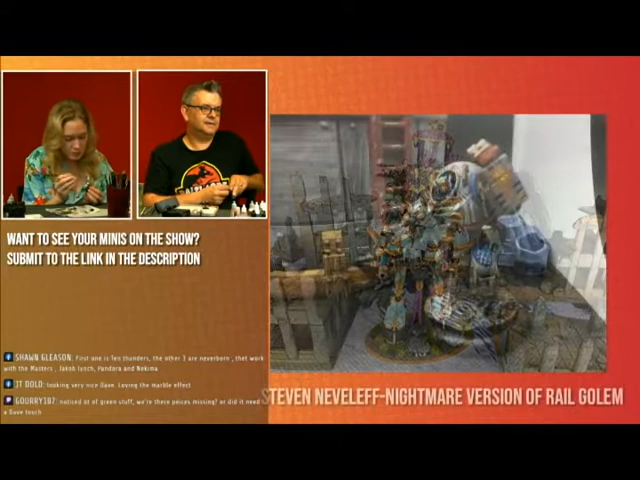 WANT TO SEE YOUR MINIS ON THE SHOW?
SUBMIT TO THE LINK IN THE DESCRIPTION
SHAWN GLEASON: First one is Ten thunders, the other 3 are neverborn , thet work
with the Masters , Jakob lynch, Pandora and Nekima
JT DOLD: looking very nice Dave. Loving the marble effect
GOURRY187: noticed lot of green stuff, we're there peices missing? or did it need
a Dave touch
STEVEN NEVELEFF-NIGHTMARE VERSION OF RAIL GOLEM